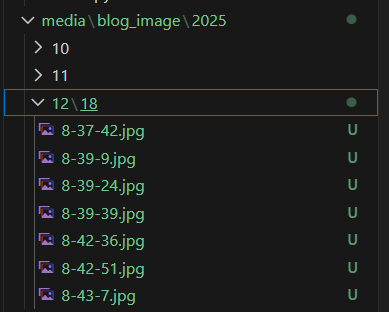 media\blog_image\2025
10
11
12\18
8-37-42.jpg U
8-39-9.jpg U
8-39-24.jpg U
8-39-39.jpg U
8-42-36.jpg U
8-42-51.jpg U
8-43-7.jpg U